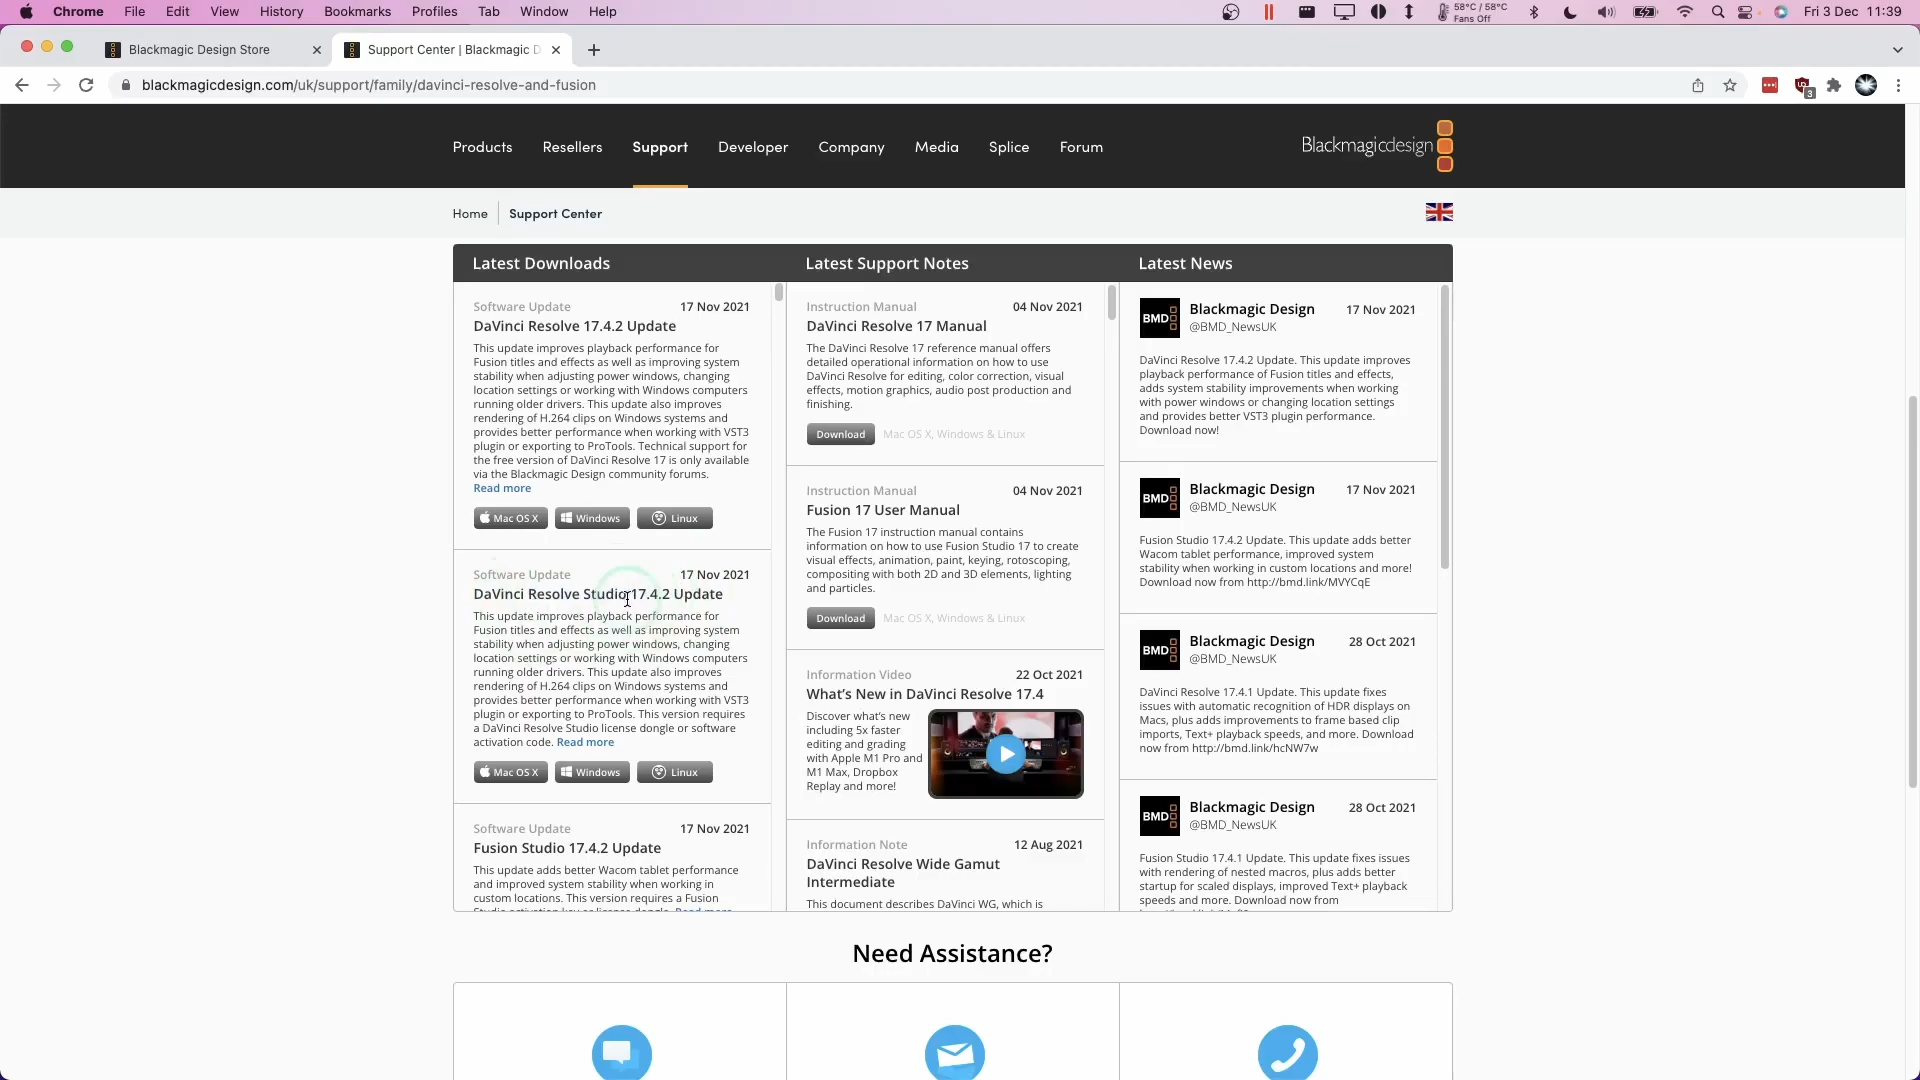 Chrome File Edit View History Bookmarks Profiles Tab Window Help
58°C / 58°C
Fans Off
Fri 3 Dec 11:39
Blackmagic Design Store
Support Center | Blackmagic D
blackmagicdesign.com/uk/support/family/davinci-resolve-and-fusion
3
Products Resellers Support Developer Company Media Splice Forum
Blackmagicdesign
Home Support Center
Latest Downloads
Software Update 17 Nov 2021
DaVinci Resolve 17.4.2 Update
This update improves playback performance for
Fusion titles and effects as well as improving system
stability when adjusting power windows, changing
location settings or working with Windows computers
running older drivers. This update also improves
rendering of H.264 clips on Windows systems and
provides better performance when working with VST3
plugin or exporting to ProTools. Technical support for
the free version of DaVinci Resolve 17 is only available
via the Blackmagic Design community forums.
Read more
Mac OS X Windows Linux
Software Update 17 Nov 2021
DaVinci Resolve Studio 17.4.2 Update
This update improves playback performance for
Fusion titles and effects as well as improving system
stability when adjusting power windows, changing
location settings or working with Windows computers
running older drivers. This update also improves
rendering of H.264 clips on Windows systems and
provides better performance when working with VST3
plugin or exporting to ProTools. This version requires
a DaVinci Resolve Studio license dongle or software
activation code. Read more
Mac OS X Windows Linux
Software Update 17 Nov 2021
Fusion Studio 17.4.2 Update
This update adds better Wacom tablet performance
and improved system stability when working in
custom locations. This version requires a Fusion
Studio activation key or license dongle. Read more
Latest Support Notes
Instruction Manual 04 Nov 2021
DaVinci Resolve 17 Manual
The DaVinci Resolve 17 reference manual offers
detailed operational information on how to use
DaVinci Resolve for editing, color correction, visual
effects, motion graphics, audio post production and
finishing.
Download Mac OS X, Windows & Linux
Instruction Manual 04 Nov 2021
Fusion 17 User Manual
The Fusion 17 instruction manual contains
information on how to use Fusion Studio 17 to create
visual effects, animation, paint, keying, rotoscoping,
compositing with both 2D and 3D elements, lighting
and particles.
Download Mac OS X, Windows & Linux
Information Video 22 Oct 2021
What's New in DaVinci Resolve 17.4
Discover what's new
including 5x faster
editing and grading
with Apple M1 Pro and
M1 Max, Dropbox
Replay and more!
Information Note 12 Aug 2021
DaVinci Resolve Wide Gamut
Intermediate
This document describes DaVinci WG, which is
Latest News
BMD Blackmagic Design 17 Nov 2021
@BMD_NewsUK
DaVinci Resolve 17.4.2 Update. This update improves
playback performance of Fusion titles and effects,
adds system stability improvements when working
with power windows or changing location settings
and provides better VST3 plugin performance.
Download now!
BMD Blackmagic Design 17 Nov 2021
@BMD_NewsUK
Fusion Studio 17.4.2 Update. This update adds better
Wacom tablet performance, improved system
stability when working in custom locations and more!
Download now from http://bmd.link/MVYCqE
BMD Blackmagic Design 28 Oct 2021
@BMD_NewsUK
DaVinci Resolve 17.4.1 Update. This update fixes
issues with automatic recognition of HDR displays on
Macs, plus adds improvements to frame based clip
imports, Text+ playback speeds, and more. Download
now from http://bmd.link/hcNW7w
BMD Blackmagic Design 28 Oct 2021
@BMD_NewsUK
Fusion Studio 17.4.1 Update. This update fixes issues
with rendering of nested macros, plus adds better
startup for scaled displays, improved Text+ playback
speeds and more. Download now from
Need Assistance?